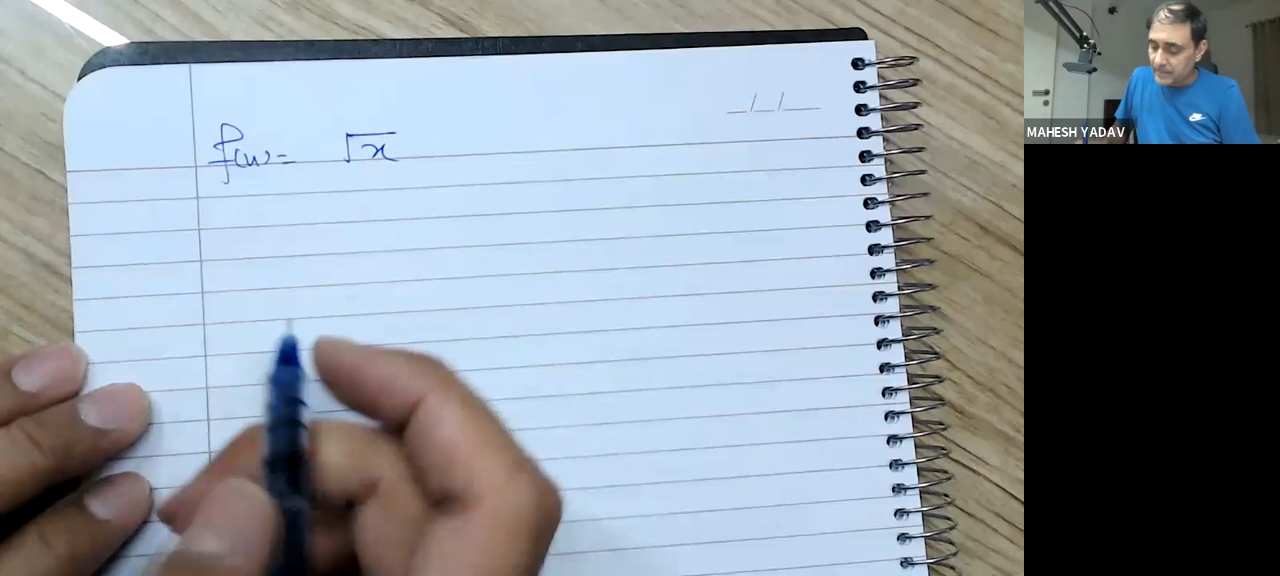 _/_/_
f(x) = √x
MAHESH YADAV